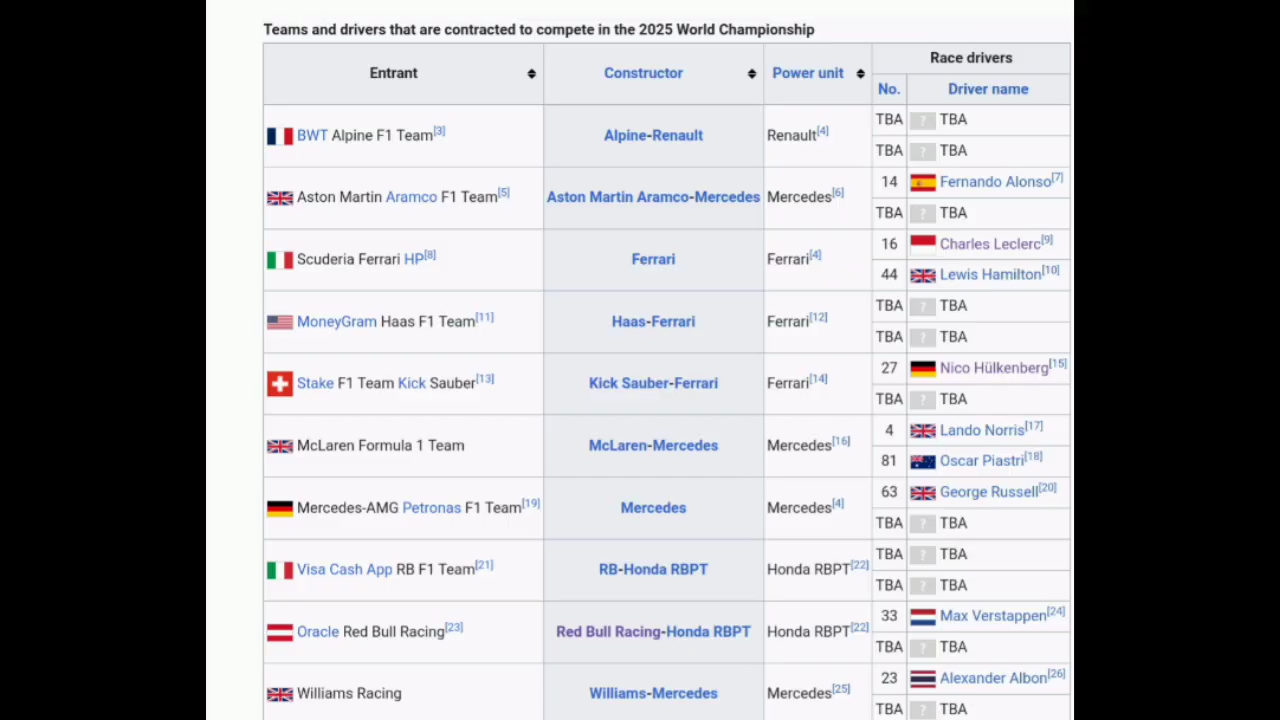 Teams and drivers that are contracted to compete in the 2025 World Championship
Entrant Constructor Power unit Race drivers
No. Driver name
BWT Alpine F1 Team[3] Alpine-Renault Renault[4] TBA ? TBA
TBA ? TBA
Aston Martin Aramco F1 Team[5] Aston Martin Aramco-Mercedes Mercedes[6] 14 Fernando Alonso[7]
TBA ? TBA
Scuderia Ferrari HP[8] Ferrari Ferrari[4] 16 Charles Leclerc[9]
44 Lewis Hamilton[10]
MoneyGram Haas F1 Team[11] Haas-Ferrari Ferrari[12] TBA ? TBA
TBA ? TBA
Stake F1 Team Kick Sauber[13] Kick Sauber-Ferrari Ferrari[14] 27 Nico Hülkenberg[15]
TBA ? TBA
McLaren Formula 1 Team McLaren-Mercedes Mercedes[16] 4 Lando Norris[17]
81 Oscar Piastri[18]
Mercedes-AMG Petronas F1 Team[19] Mercedes Mercedes[4] 63 George Russell[20]
TBA ? TBA
Visa Cash App RB F1 Team[21] RB-Honda RBPT Honda RBPT[22] TBA ? TBA
TBA ? TBA
Oracle Red Bull Racing[23] Red Bull Racing-Honda RBPT Honda RBPT[22] 33 Max Verstappen[24]
TBA ? TBA
Williams Racing Williams-Mercedes Mercedes[25] 23 Alexander Albon[26]
TBA ? TBA